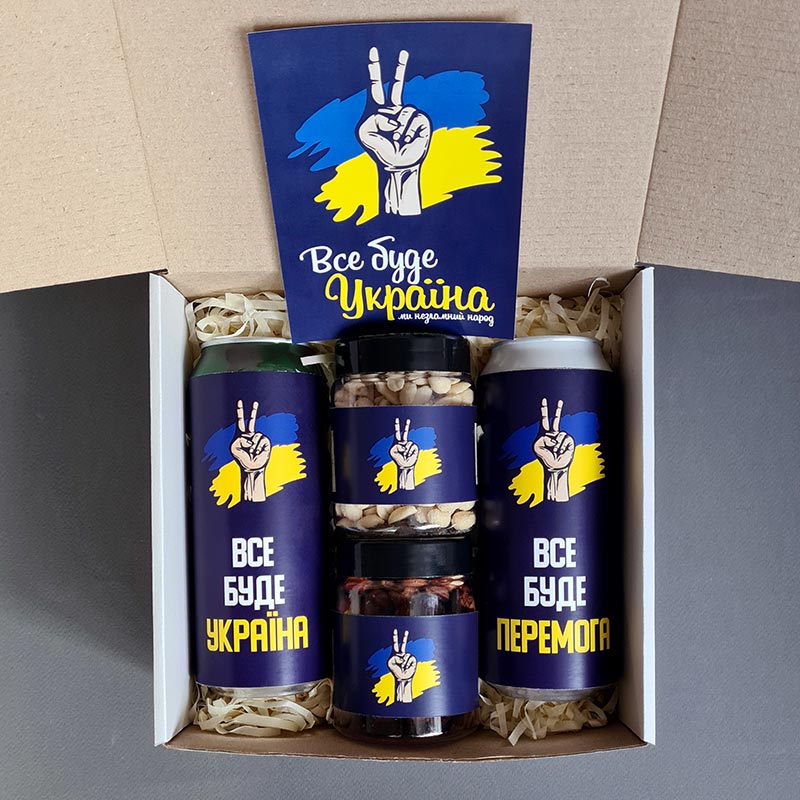 Все буде
Україна
ми незламний народ
ВСЕ
БУДЕ
УКРАЇНА
ВСЕ
БУДЕ
ПЕРЕМОГА